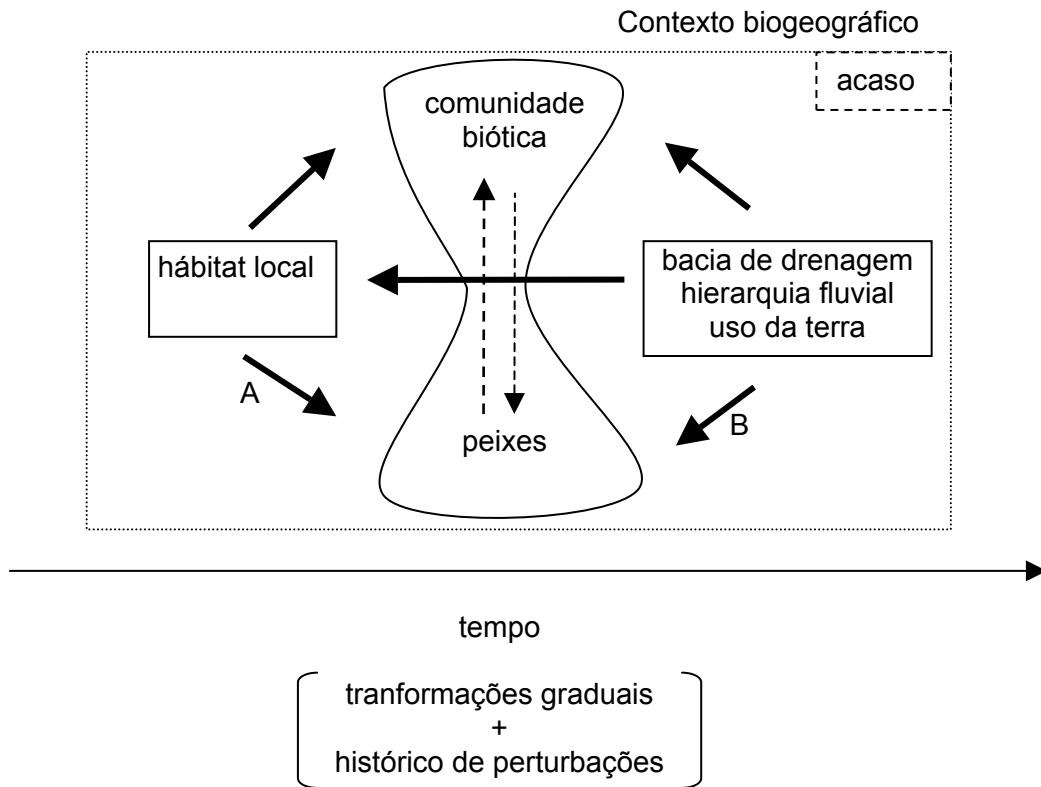 Contexto biogeográfico
acaso
comunidade
biótica
hábitat local
bacia de drenagem
hierarquia fluvial
uso da terra
A
B
peixes
tempo
tranformações graduais
+
histórico de perturbações